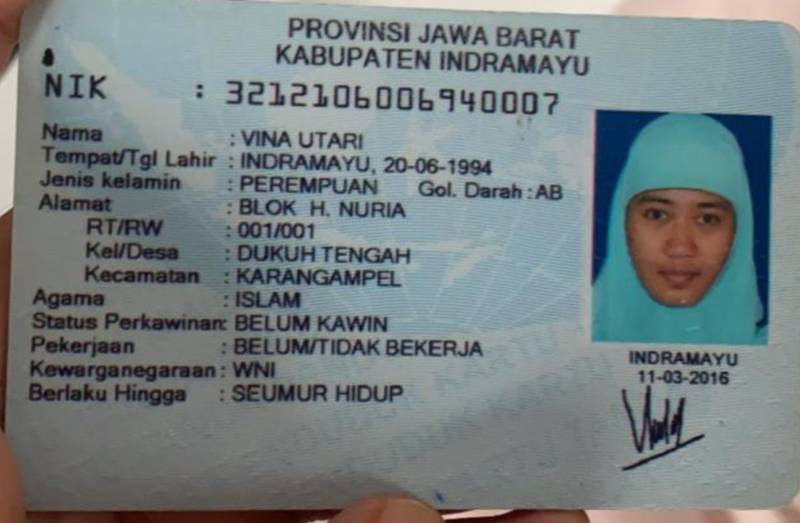 PROVINSI JAWA BARAT
KABUPATEN INDRAMAYU
NIK : 3212106006940007
Nama : VINA UTARI
Tempat/Tgl Lahir : INDRAMAYU, 20-06-1994
Jenis kelamin : PEREMPUAN Gol. Darah : AB
Alamat : BLOK H. NURIA
RT/RW : 001/001
Kel/Desa : DUKUH TENGAH
Kecamatan : KARANGAMPEL
Agama : ISLAM
Status Perkawinan: BELUM KAWIN
Pekerjaan : BELUM/TIDAK BEKERJA
Kewarganegaraan : WNI
Berlaku Hingga : SEUMUR HIDUP
INDRAMAYU
11-03-2016